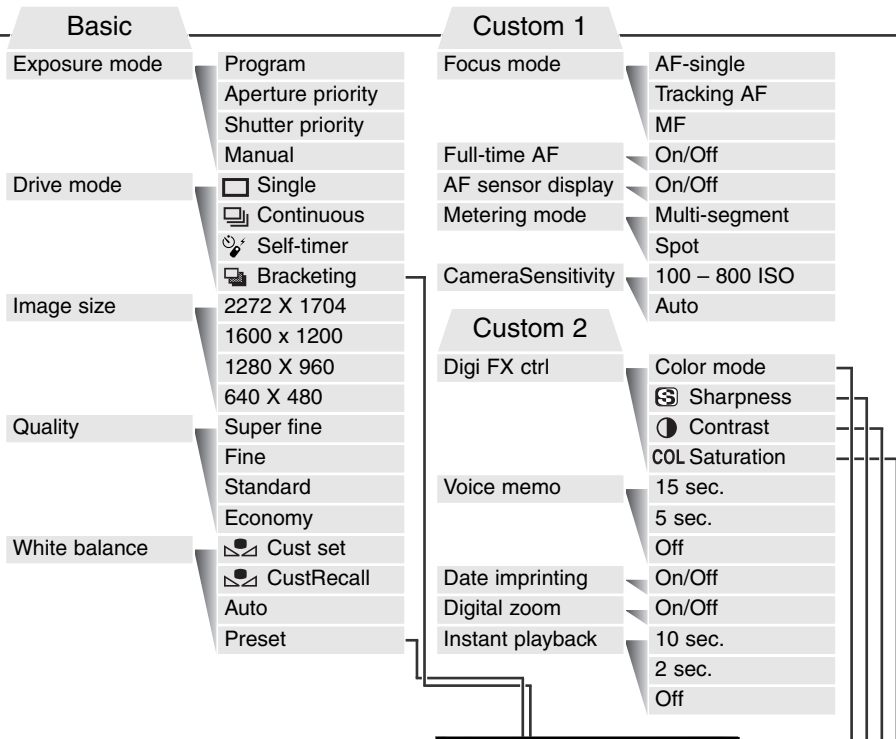 Basic
Exposure mode
Program
Aperture priority
Shutter priority
Manual
Drive mode
Single
Continuous
Self-timer
Bracketing
Image size
2272 X 1704
1600 x 1200
1280 X 960
640 X 480
Quality
Super fine
Fine
Standard
Economy
White balance
Cust set
CustRecall
Auto
Preset
Custom 1
Focus mode
AF-single
Tracking AF
MF
Full-time AF
On/Off
AF sensor display
On/Off
Metering mode
Multi-segment
Spot
CameraSensitivity
100 – 800 ISO
Auto
Custom 2
Digi FX ctrl
Color mode
S Sharpness
Contrast
COL Saturation
Voice memo
15 sec.
5 sec.
Off
Date imprinting
On/Off
Digital zoom
On/Off
Instant playback
10 sec.
2 sec.
Off